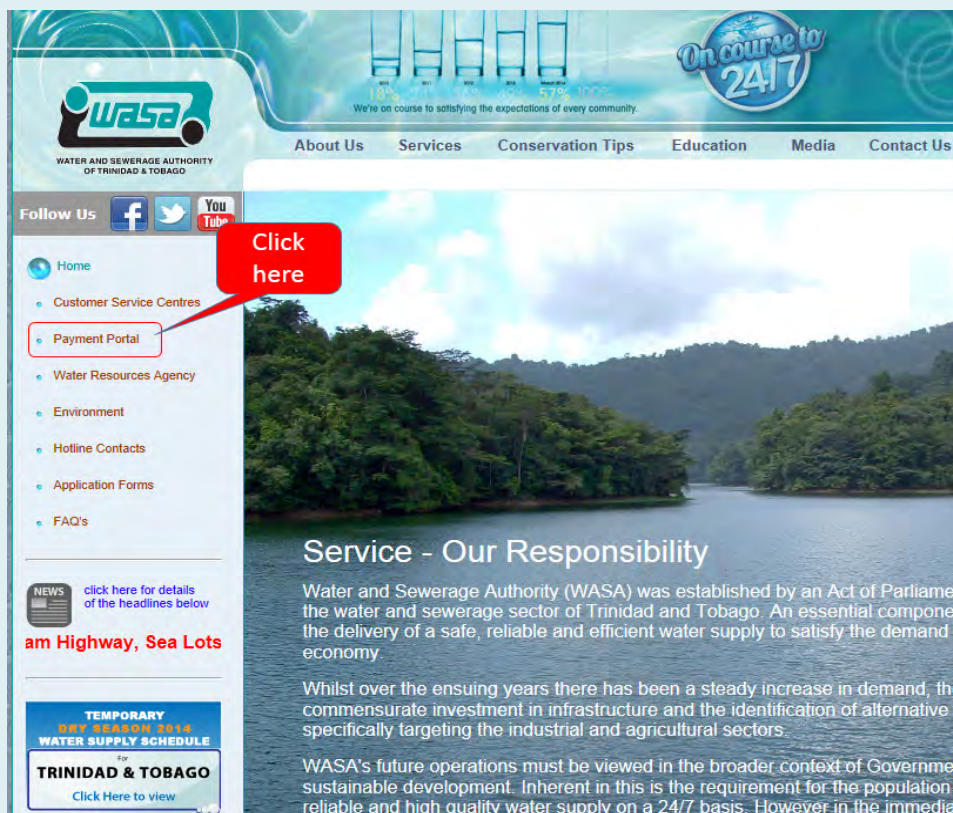 2010 2011 2012 2013 March 2014
18% 57% 100%
We're on course to satisfying the expectations of every community.
On course to
24/7
wasa
WATER AND SEWERAGE AUTHORITY
OF TRINIDAD & TOBAGO
About Us Services Conservation Tips Education Media Contact Us
Follow Us
You
Tube
Click
here
Home
Customer Service Centres
Payment Portal
Water Resources Agency
Environment
Hotline Contacts
Application Forms
FAQ's
NEWS
click here for details
of the headlines below
am Highway, Sea Lots
TEMPORARY
DRY SEASON 2014
WATER SUPPLY SCHEDULE
For
TRINIDAD & TOBAGO
Click Here to view
Service - Our Responsibility
Water and Sewerage Authority (WASA) was established by an Act of Parliame
the water and sewerage sector of Trinidad and Tobago. An essential compone
the delivery of a safe, reliable and efficient water supply to satisfy the demand
economy.
Whilst over the ensuing years there has been a steady increase in demand, th
commensurate investment in infrastructure and the identification of alternative
specifically targeting the industrial and agricultural sectors.
WASA's future operations must be viewed in the broader context of Governme
sustainable development. Inherent in this is the requirement for the population
reliable and high quality water supply on a 24/7 basis. However in the immedia